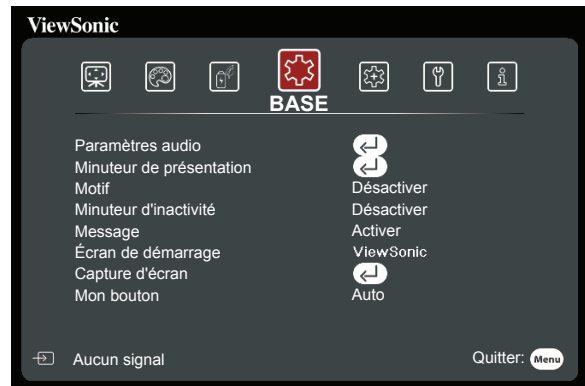 ViewSonic
BASE
Paramètres audio
Minuteur de présentation
Motif Désactiver
Minuteur d'inactivité Désactiver
Message Activer
Écran de démarrage ViewSonic
Capture d'écran
Mon bouton Auto
Aucun signal Quitter: Menu